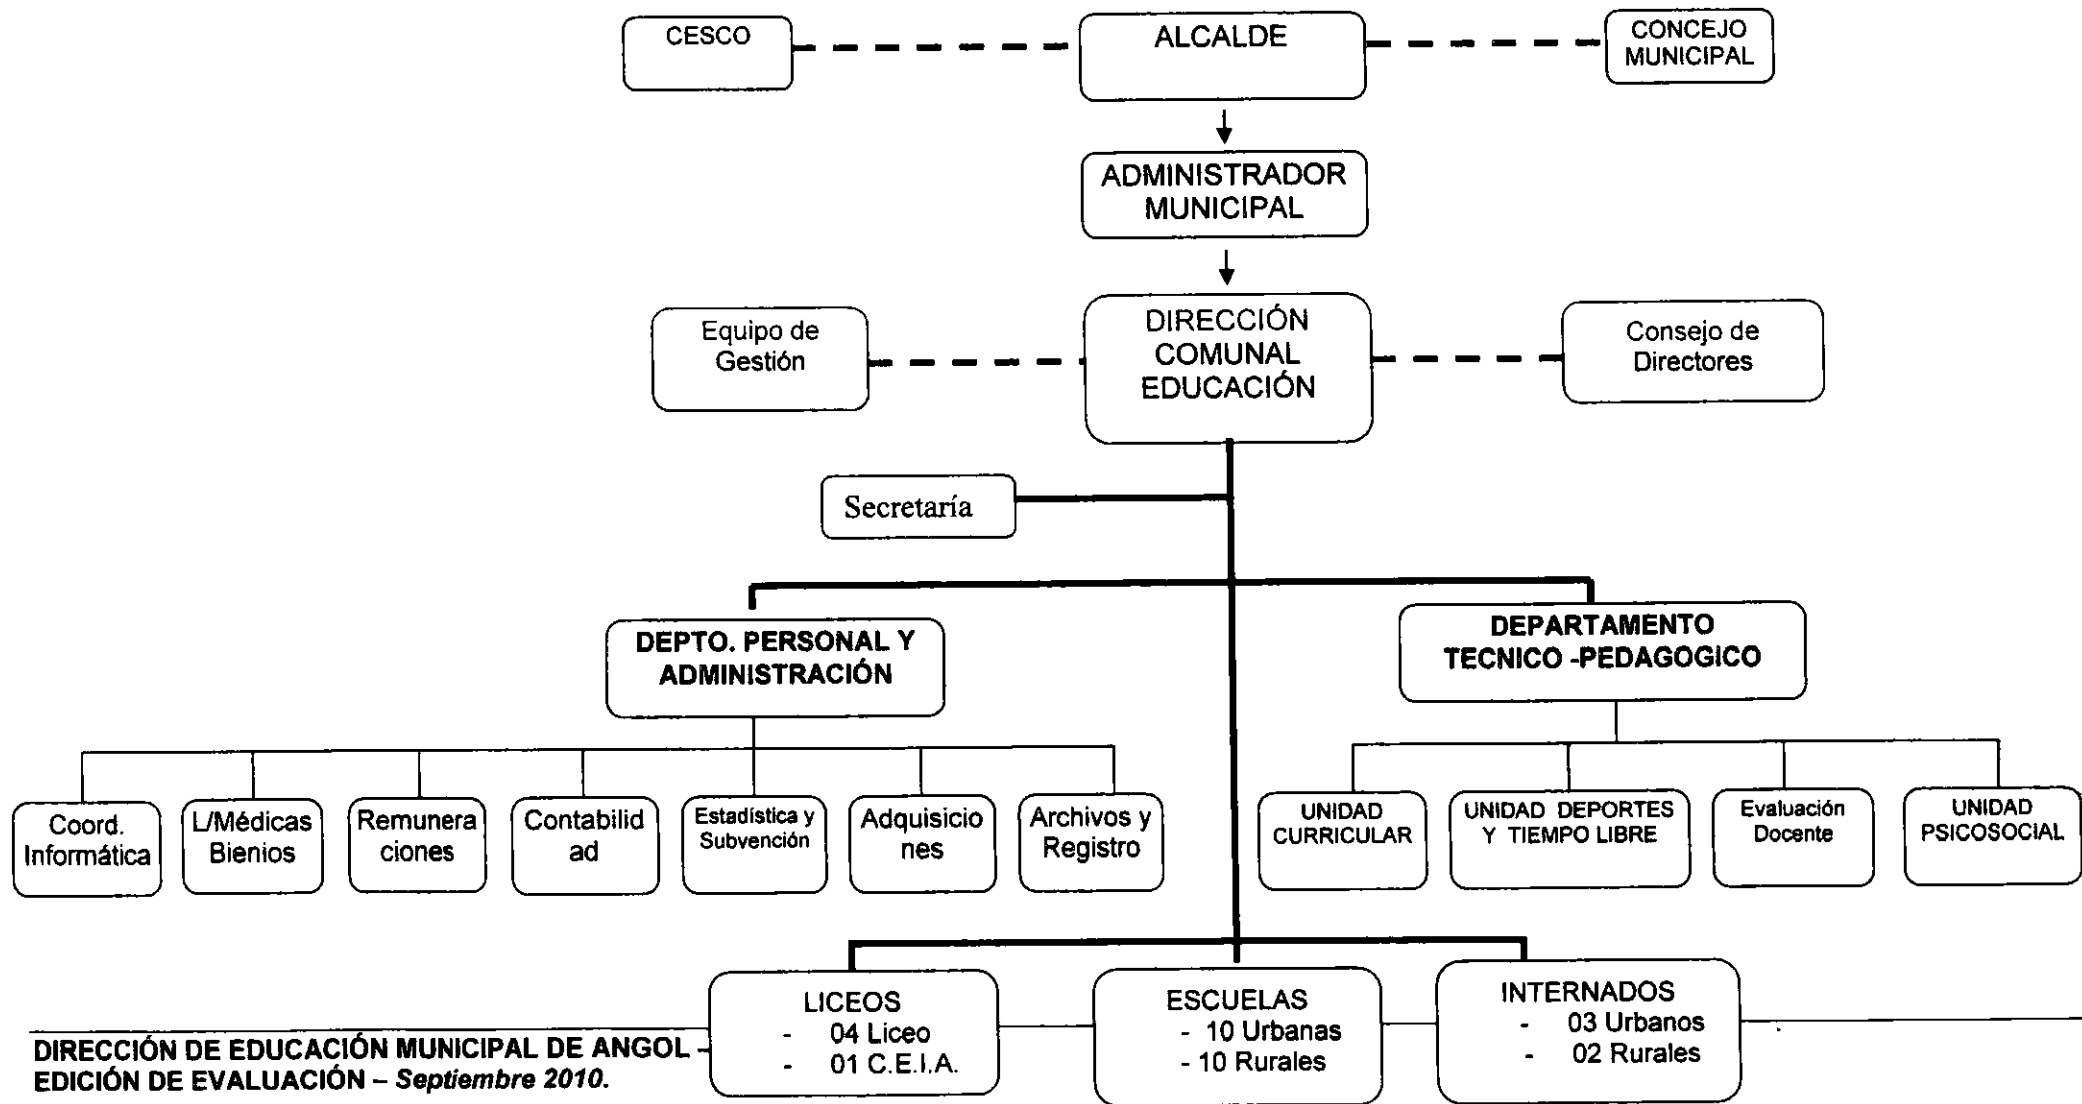 CESCO
ALCALDE
CONCEJO
MUNICIPAL
ADMINISTRADOR
MUNICIPAL
Equipo de
Gestión
DIRECCIÓN
COMUNAL
EDUCACIÓN
Consejo de
Directores
Secretaría
DEPTO. PERSONAL Y
ADMINISTRACIÓN
DEPARTAMENTO
TECNICO -PEDAGOGICO
Coord.
Informática
L/Médicas
Bienios
Remunera
ciones
Contabilid
ad
Estadística y
Subvención
Adquisicio
nes
Archivos y
Registro
UNIDAD
CURRICULAR
UNIDAD DEPORTES
Y TIEMPO LIBRE
Evaluación
Docente
UNIDAD
PSICOSOCIAL
LICEOS
- 04 Liceo
- 01 C.E.I.A.
ESCUELAS
- 10 Urbanas
- 10 Rurales
INTERNADOS
- 03 Urbanos
- 02 Rurales
DIRECCIÓN DE EDUCACIÓN MUNICIPAL DE ANGOL -
EDICIÓN DE EVALUACIÓN – Septiembre 2010.